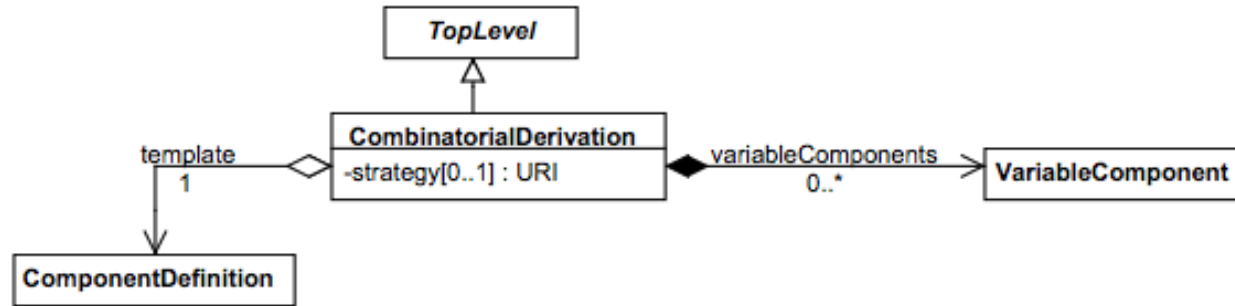 TopLevel
CombinatorialDerivation
-strategy[0..1] : URI
template
1
variableComponents
0..*
VariableComponent
ComponentDefinition